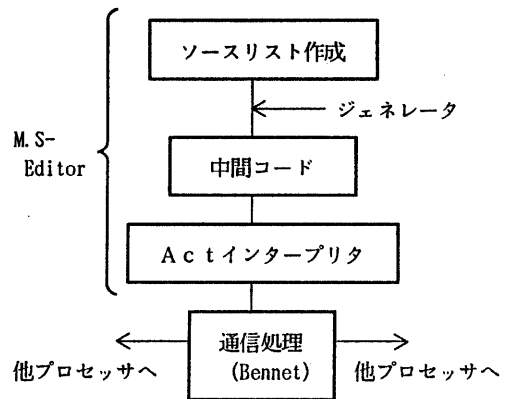 ソースリスト作成
ジェネレータ
M.S-
Editor
中間コード
Actインタープリタ
通信処理
(Bennet)
他プロセッサへ
他プロセッサへ